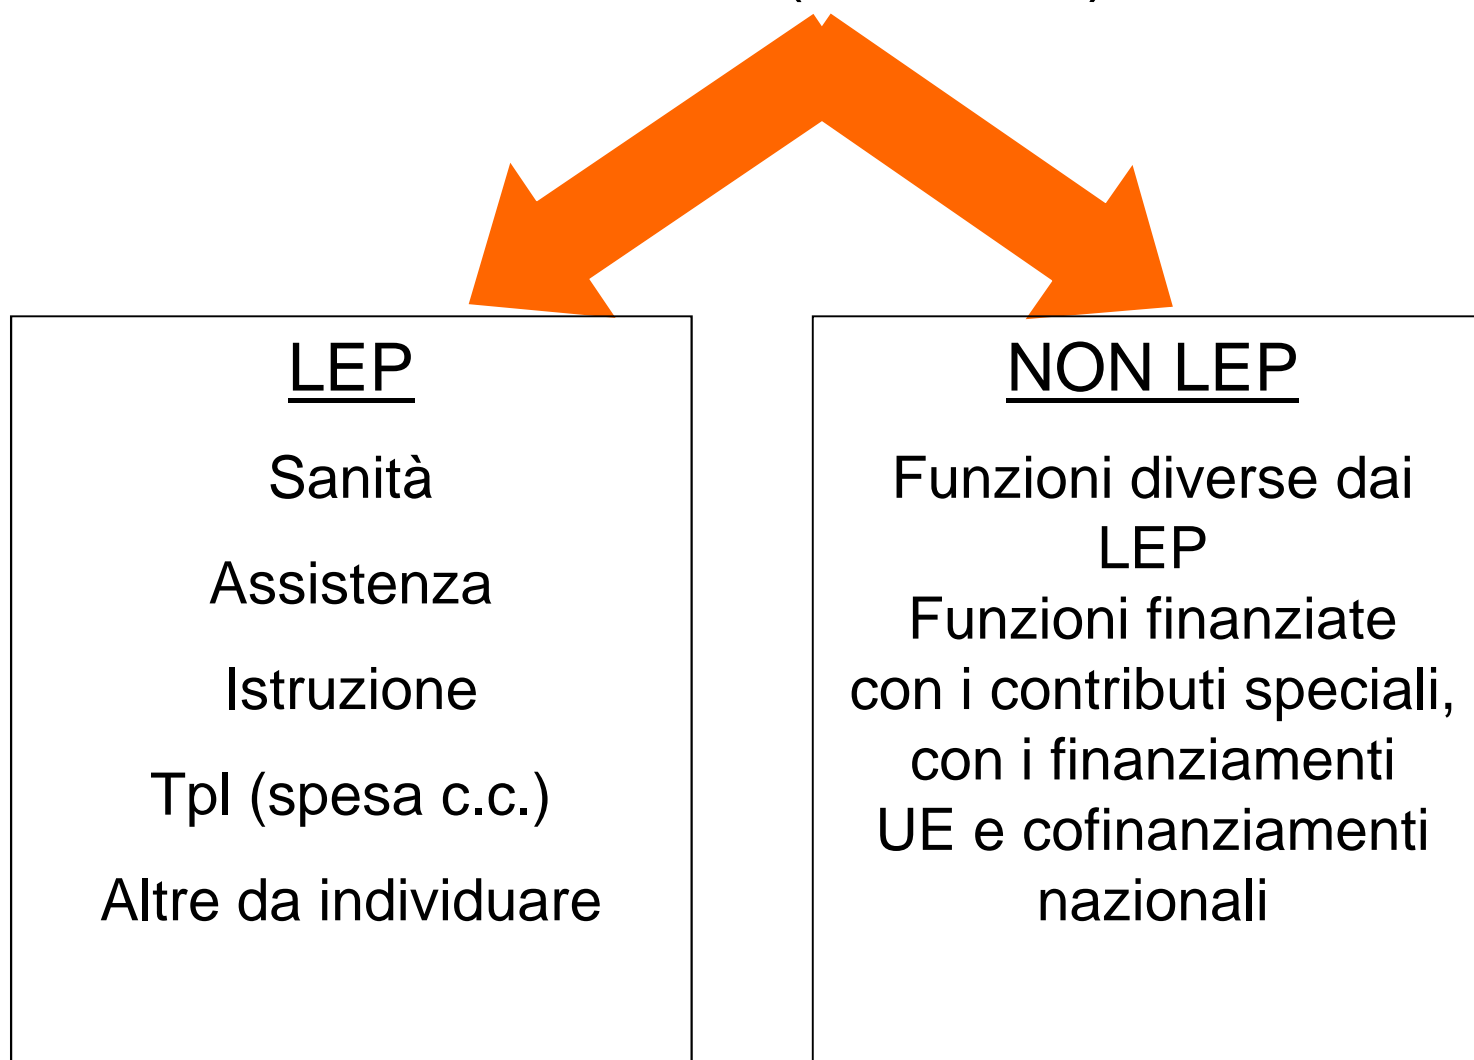 LEP
Sanità
Assistenza
Istruzione
Tpl (spesa c.c.)
Altre da individuare
NON LEP
Funzioni diverse dai
LEP
Funzioni finanziate
con i contributi speciali,
con i finanziamenti
UE e cofinanziamenti
nazionali